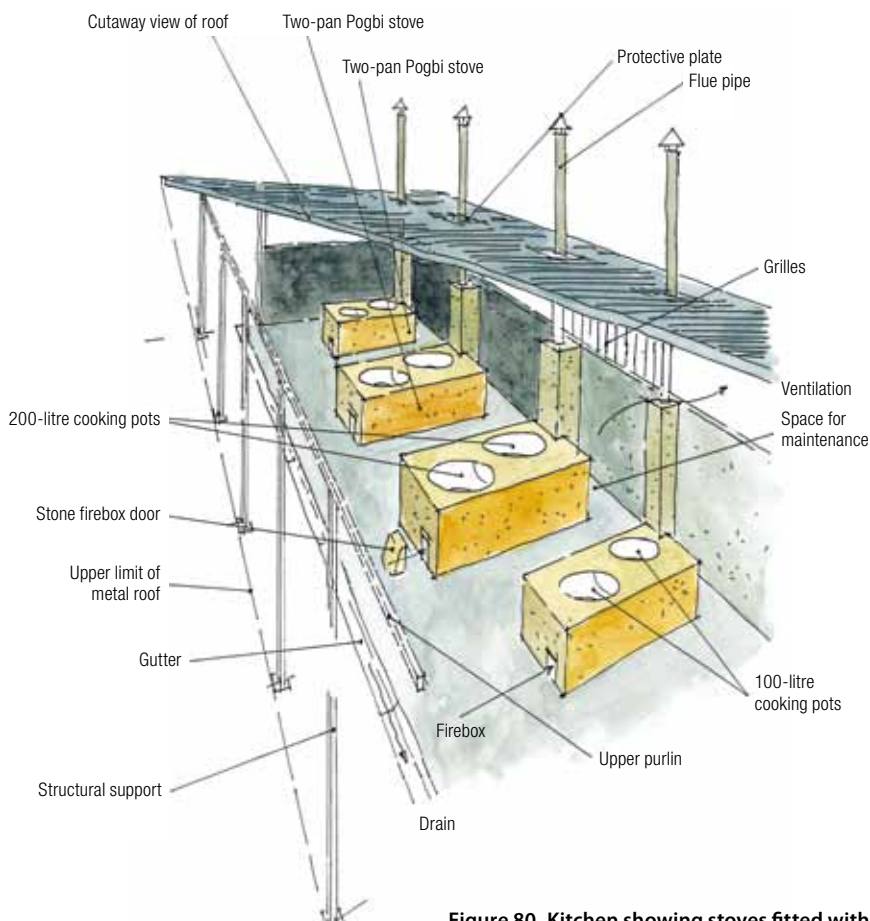 Cutaway view of roof
Two-pan Pogbi stove
Two-pan Pogbi stove
Protective plate
Flue pipe
Grilles
Ventilation
Space for
maintenance
200-litre cooking pots
Stone firebox door
Upper limit of
metal roof
Gutter
Structural support
100-litre
cooking pots
Firebox
Upper purlin
Drain
Figure 80. Kitchen showing stoves fitted with